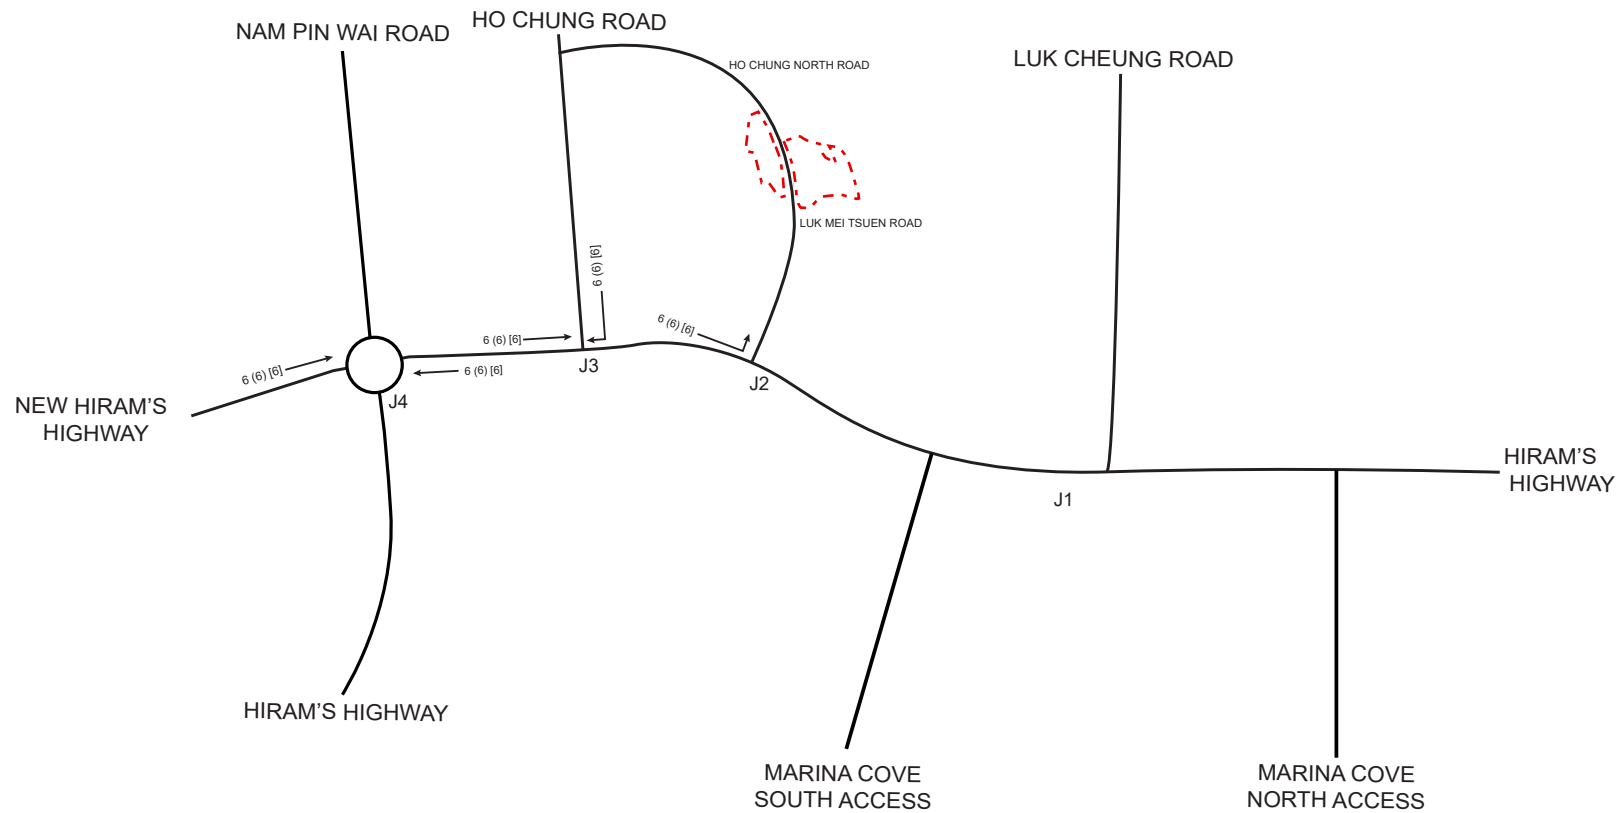 NAM PIN WAI ROAD
HO CHUNG ROAD
HO CHUNG NORTH ROAD
LUK CHEUNG ROAD
LUK MEI TSUEN ROAD
6 (6) [6]
6 (6) [6]
6 (6) [6]
6 (6) [6]
6 (6) [6]
J3
J2
J4
NEW HIRAM'S
HIGHWAY
HIRAM'S
HIGHWAY
J1
HIRAM'S HIGHWAY
MARINA COVE
SOUTH ACCESS
MARINA COVE
NORTH ACCESS